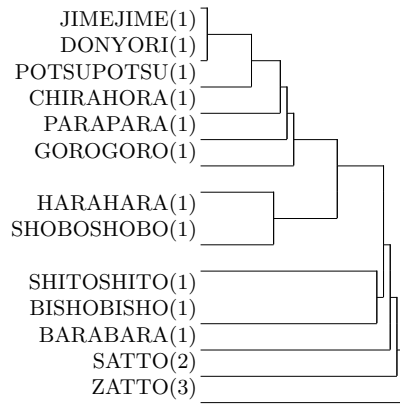 JIMEJIME(1)
DONYORI(1)
POTSUPOTSU(1)
CHIRAHORA(1)
PARAPARA(1)
GOROGORO(1)
HARAHARA(1)
SHOBOSHOBO(1)
SHITOSHITO(1)
BISHOBISHO(1)
BARABARA(1)
SATTO(2)
ZATTO(3)